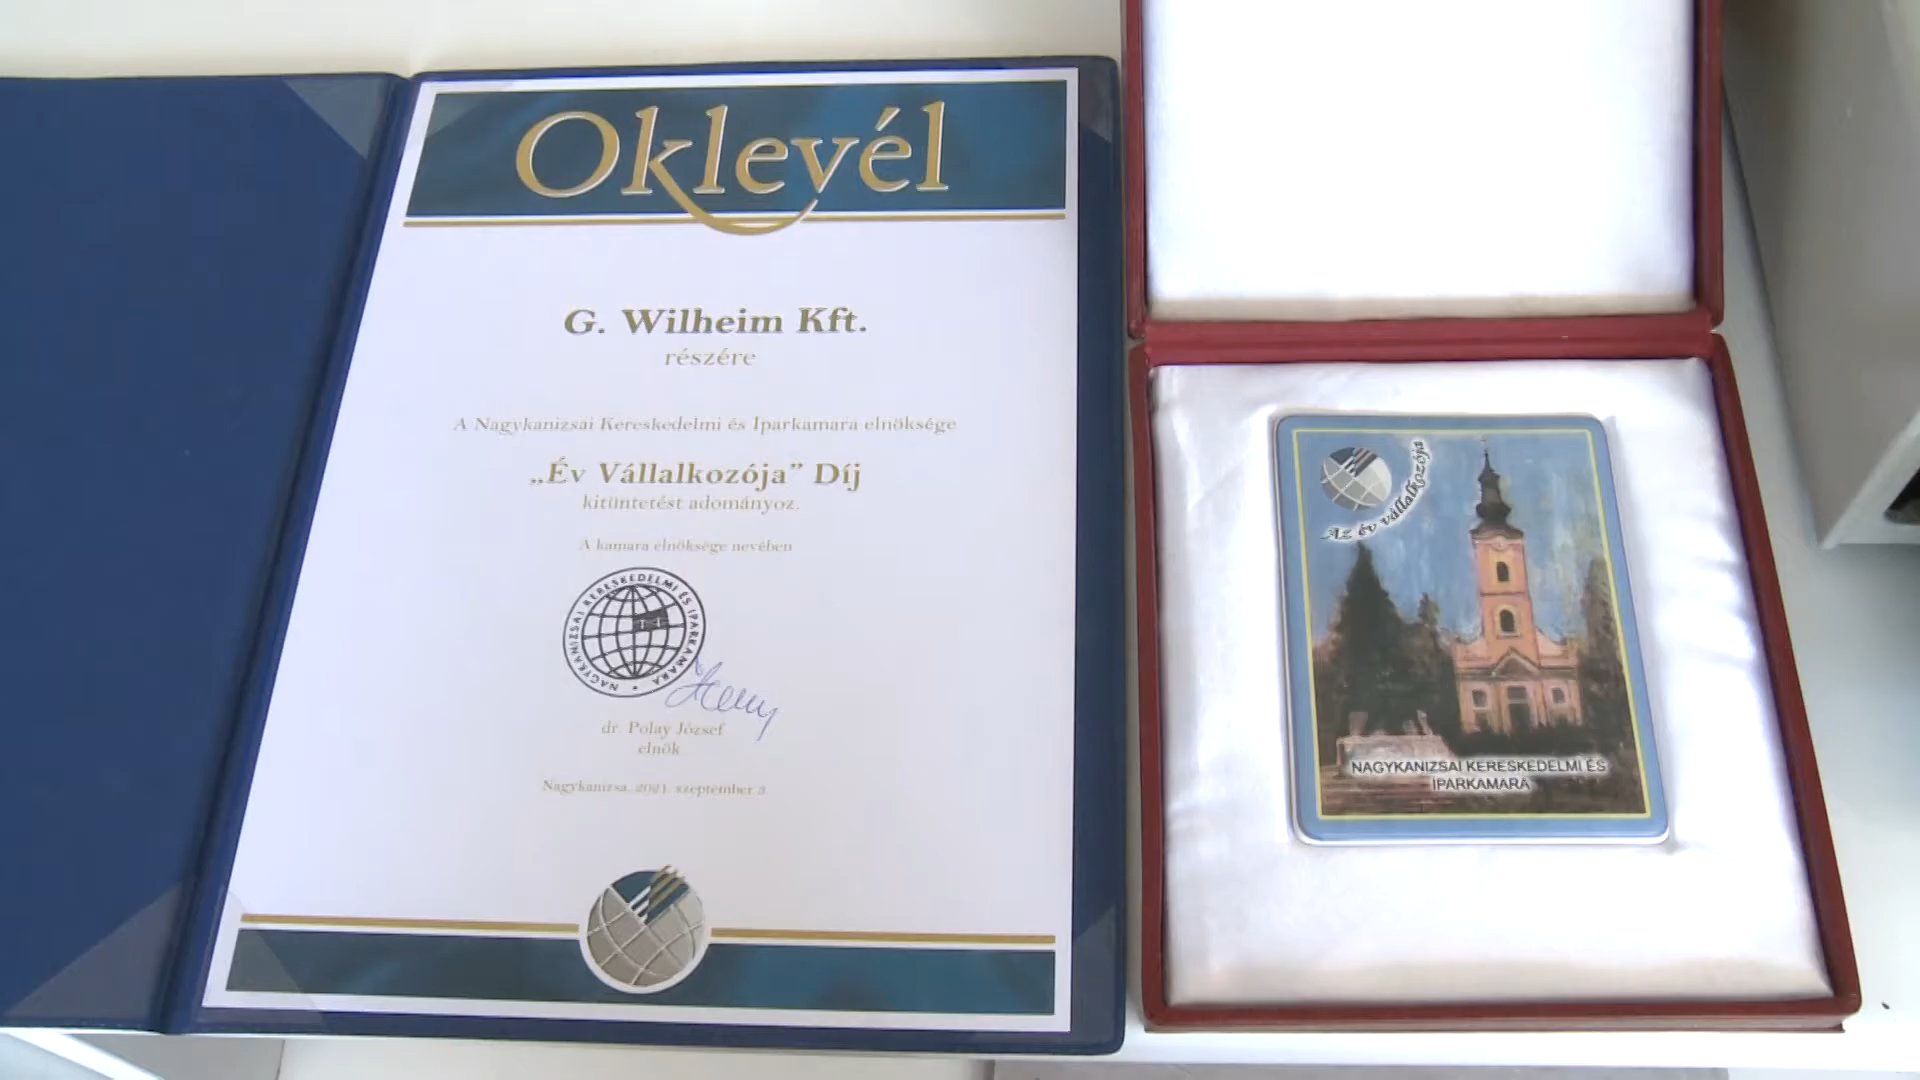 Oklevél
G. Wilheim Kft.
részére
A Nagykanizsai Kereskedelmi és Iparkamara elnöksége
„Év Vállalkozója” Díj
kitüntetést adományoz.
A kamara elnöksége nevében
NAGYKANIZSAI KERESKEDELMI ÉS IPARKAMARA
dr. Polay József
elnök
Nagykanizsa, 2021. szeptember 3.
Az év vállalkozója
NAGYKANIZSAI KERESKEDELMI ÉS
IPARKAMARA